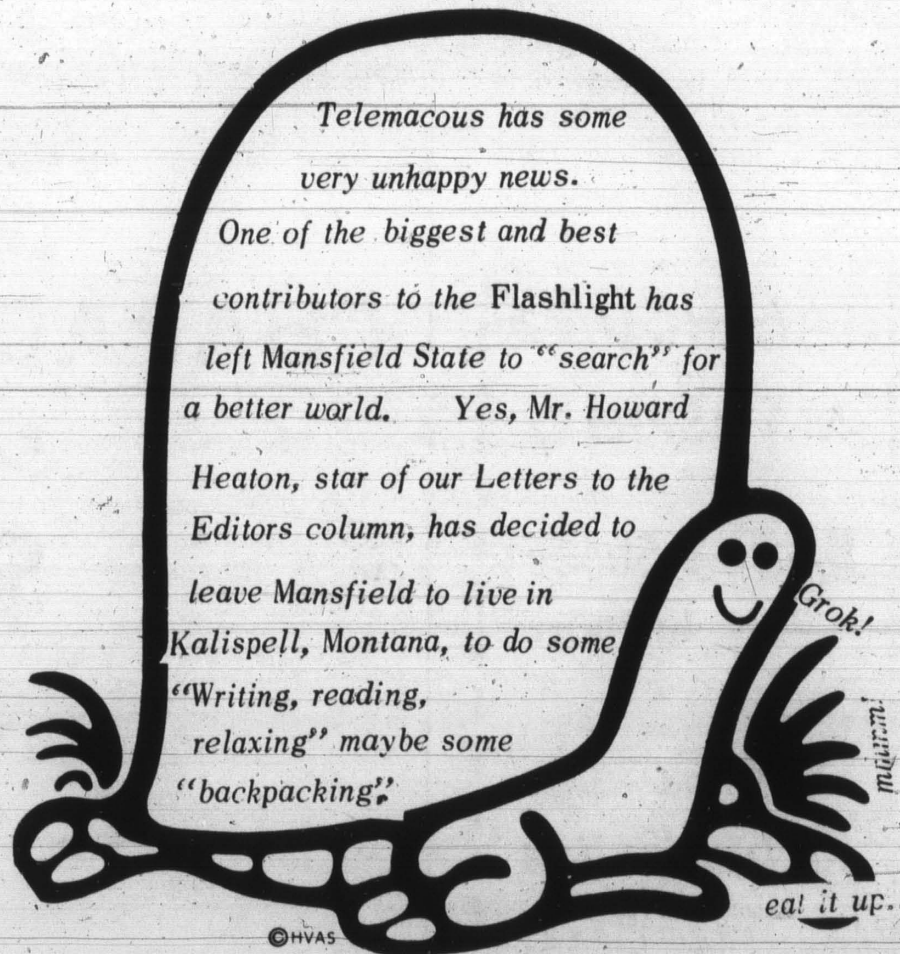 Telemacous has some
very unhappy news.
One of the biggest and best
contributors to the Flashlight has
left Mansfield State to “search” for
a better world. Yes, Mr. Howard
Heaton, star of our Letters to the
Editors column, has decided to
leave Mansfield to live in
Kalispell, Montana, to do some
“Writing, reading,
relaxing” maybe some
“backpacking”.
Grok!
eat it up.
©HVAS